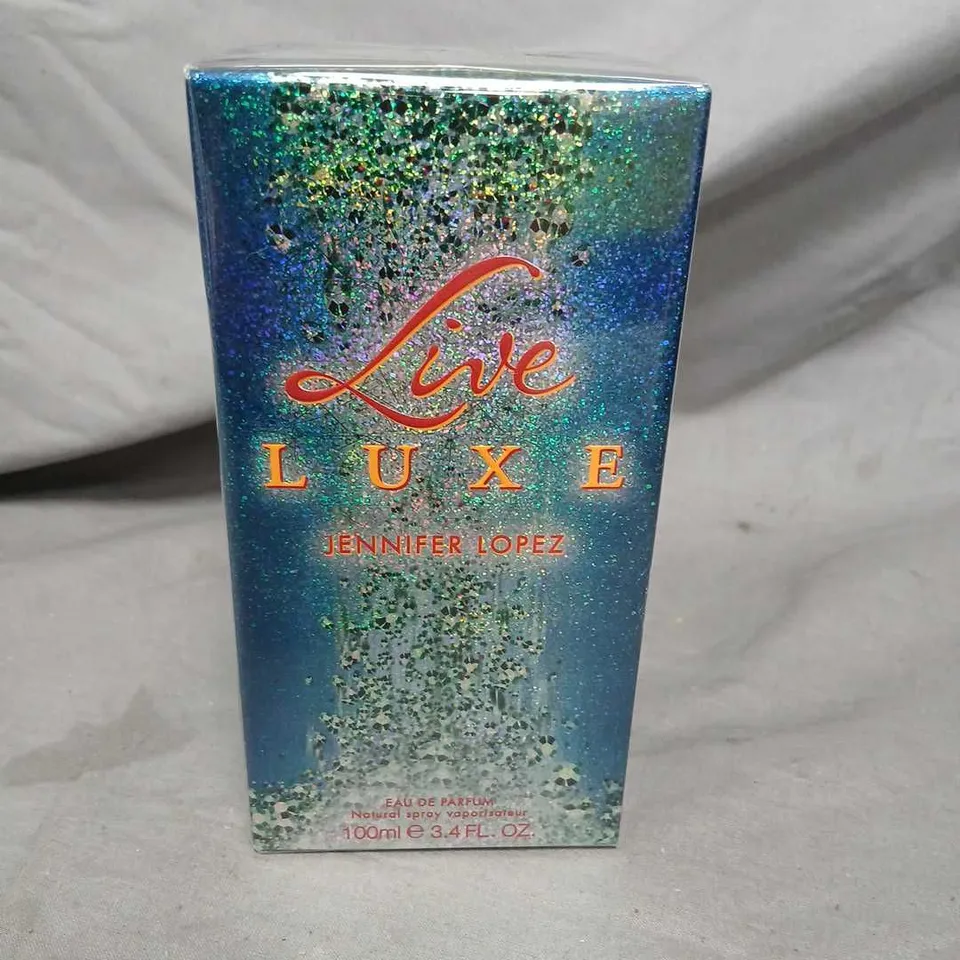 Live
LUXE
JENNIFER LOPEZ
EAU DE PARFUM
Natural spray vaporisateur
100ml e 3.4 FL. OZ.